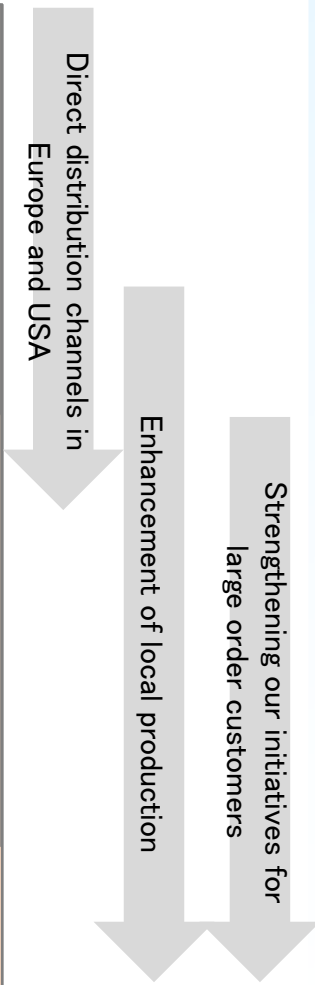 Strengthening our initiatives for
large order customers
Enhancement of local production
Direct distribution channels in
Europe and USA